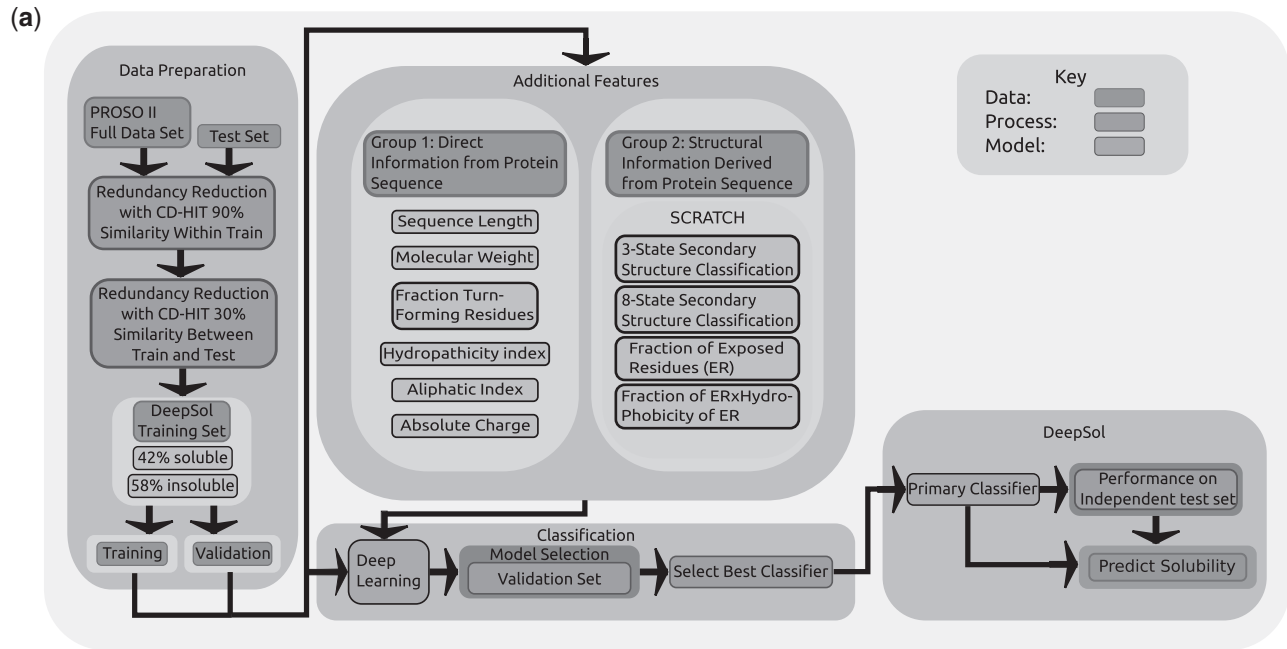 (a)
Data Preparation
PROSO II
Full Data Set
Test Set
Redundancy Reduction
with CD-HIT 90%
Similarity Within Train
Redundancy Reduction
with CD-HIT 30%
Similarity Between
Train and Test
DeepSol
Training Set
42% soluble
58% insoluble
Training
Validation
Additional Features
Group 1: Direct
Information from Protein
Sequence
Sequence Length
Molecular Weight
Fraction Turn-
Forming Residues
Hydropathicity index
Aliphatic Index
Absolute Charge
Group 2: Structural
Information Derived
from Protein Sequence
SCRATCH
3-State Secondary
Structure Classification
8-State Secondary
Structure Classification
Fraction of Exposed
Residues (ER)
Fraction of ERxHydro-
Phobicity of ER
Key
Data:
Process:
Model:
Classification
Deep
Learning
Model Selection
Validation Set
Select Best Classifier
DeepSol
Primary Classifier
Performance on
Independent test set
Predict Solubility